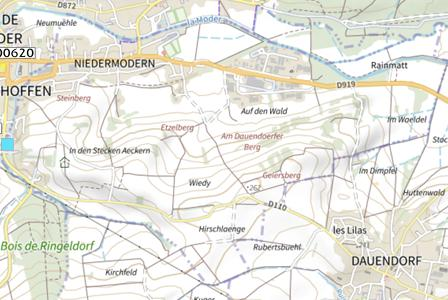 D872
DE
Neumühle
La Moder
DER
00620
NIEDERMODERN
Rainmatt
D919
HOFFEN
Steinberg
Auf den Wald
Im Waeldel
Etzelberg
Am Dauendoerfer
Berg
In den Stecken Aeckern
Im Dimpfel
Geiersberg
Wiedy
262
Huttenwald
D110
Hirschlaenge
les Lilas
Bois de Ringeldorf
Rubertsbuehl
DAUENDORF
Kirchfeld